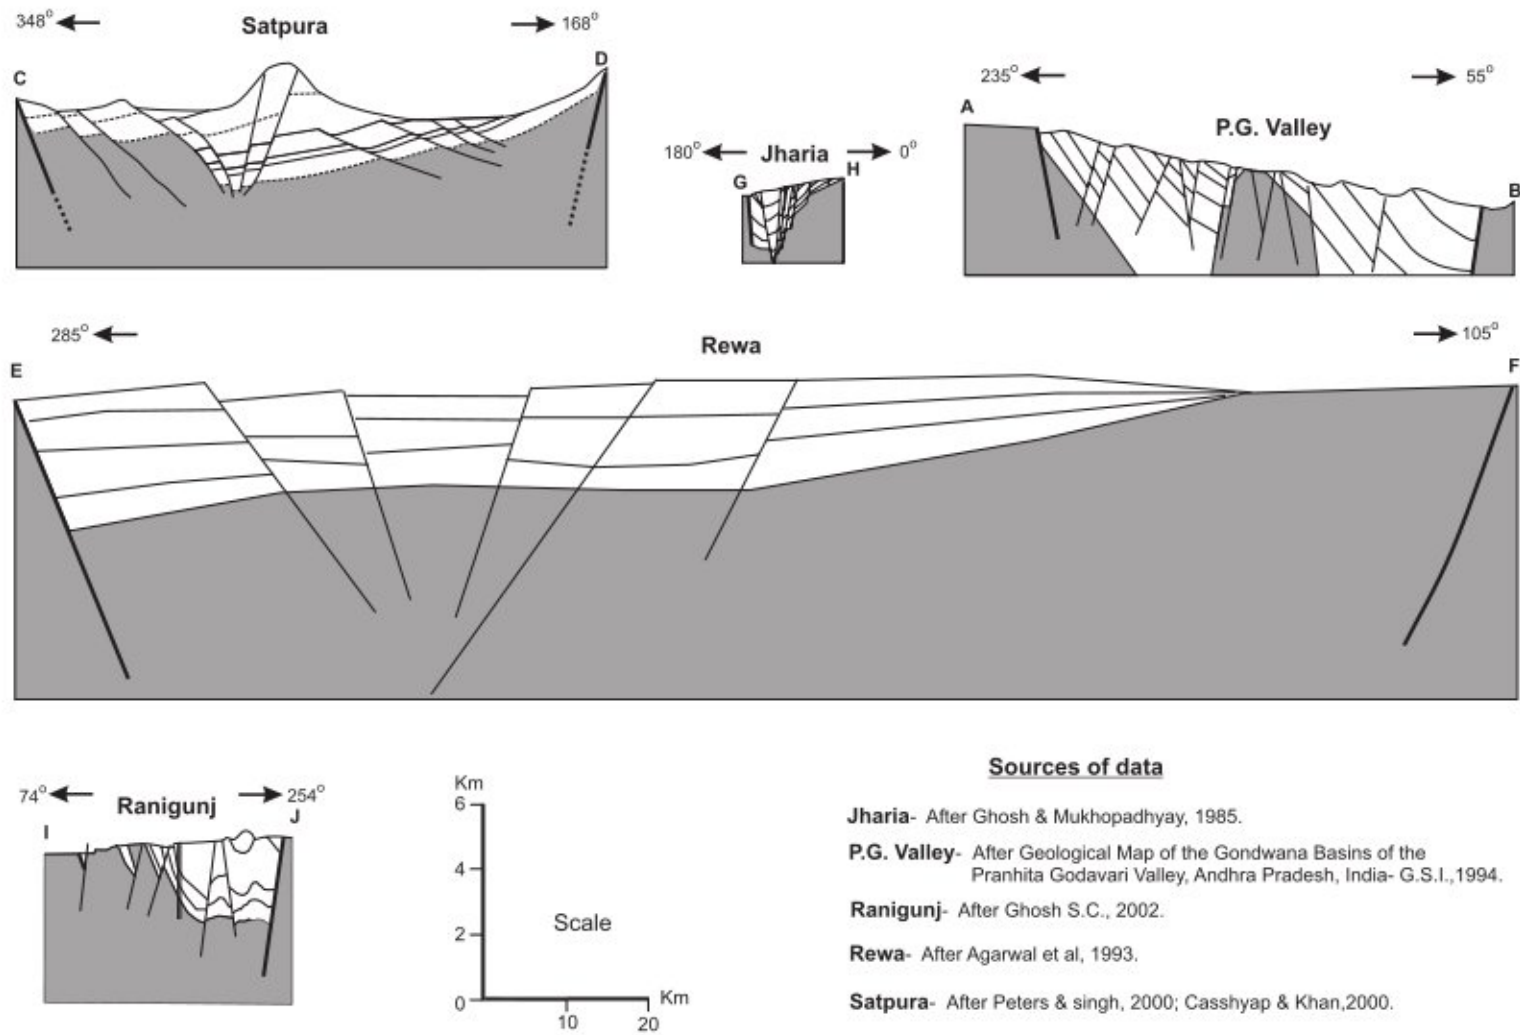 348° 168°
Satpura
C D
235° 55°
A P.G. Valley B
180° Jharia 0°
G H
285° 105°
Rewa
E F
74° Ranigunj 254°
I J
Km
6
4
2
0
Scale
10 20 Km
Sources of data
Jharia- After Ghosh & Mukhopadhyay, 1985.
P.G. Valley- After Geological Map of the Gondwana Basins of the
Pranhita Godavari Valley, Andhra Pradesh, India- G.S.I.,1994.
Ranigunj- After Ghosh S.C., 2002.
Rewa- After Agarwal et al, 1993.
Satpura- After Peters & singh, 2000; Casshyap & Khan,2000.